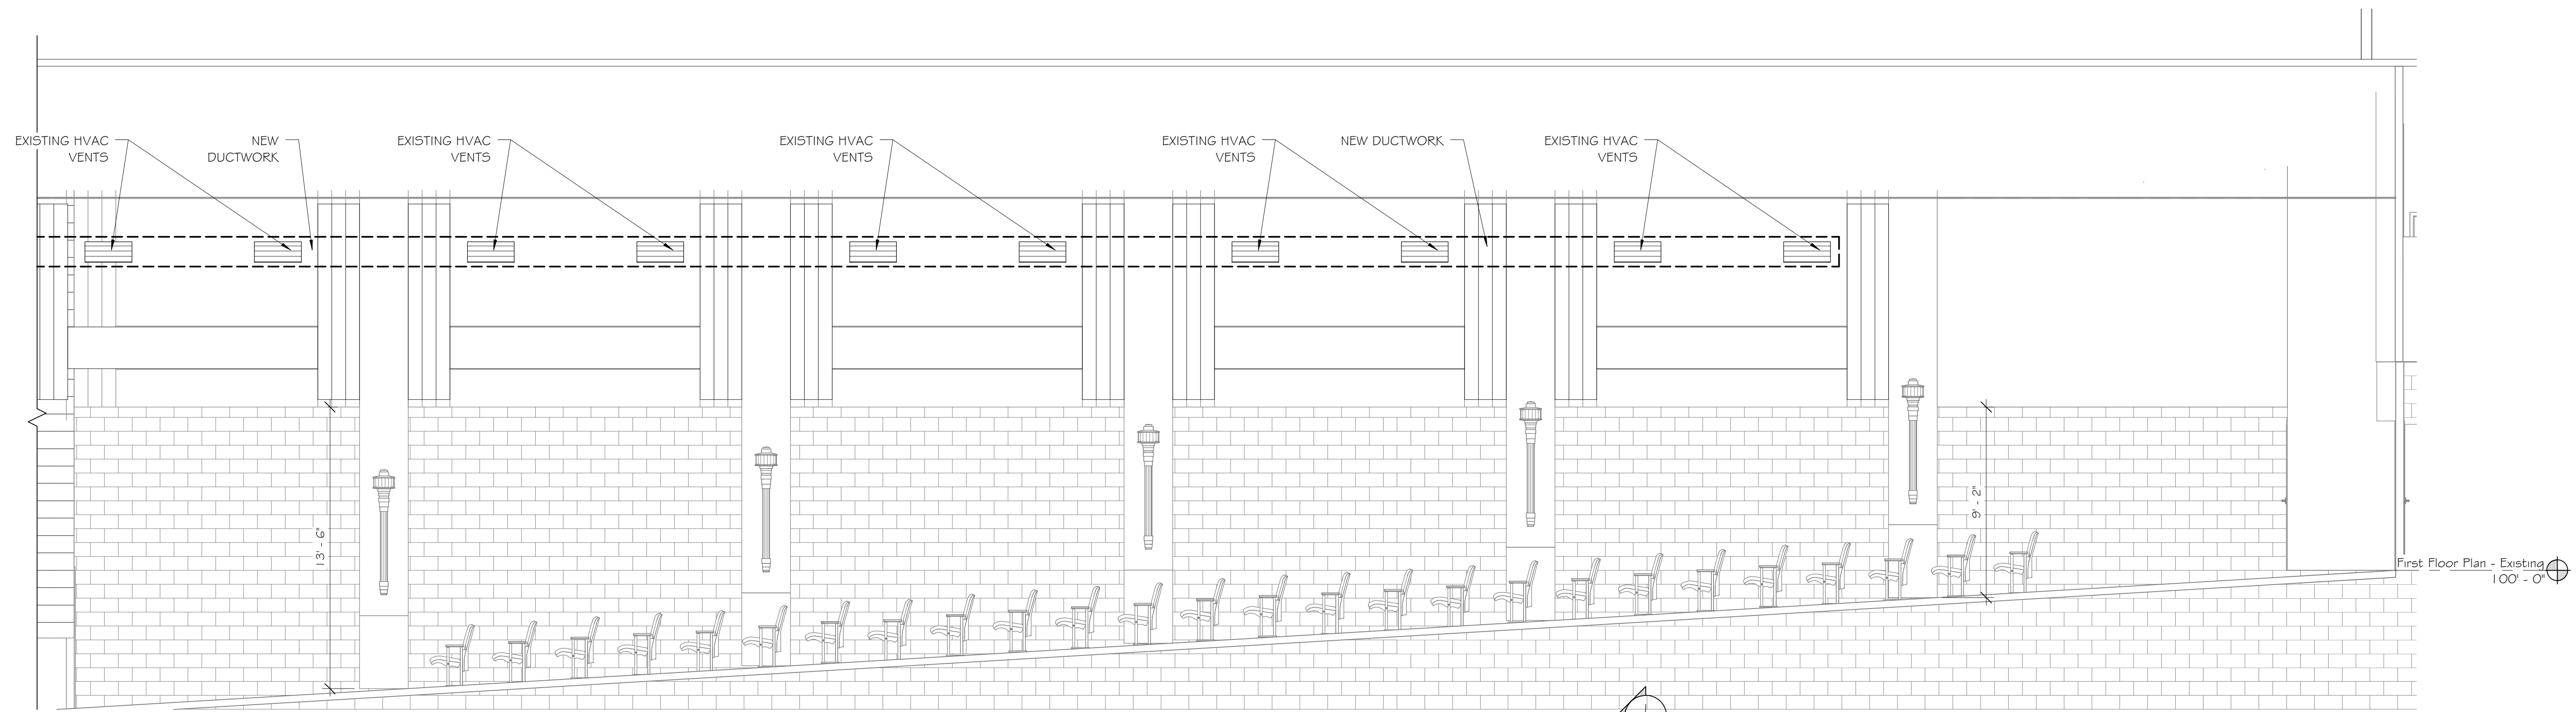 EXISTING HVAC
VENTS
NEW
DUCTWORK
EXISTING HVAC
VENTS
EXISTING HVAC
VENTS
EXISTING HVAC
VENTS
NEW DUCTWORK
EXISTING HVAC
VENTS
13' - 6"
9' - 2"
First Floor Plan - Existing
100' - 0"